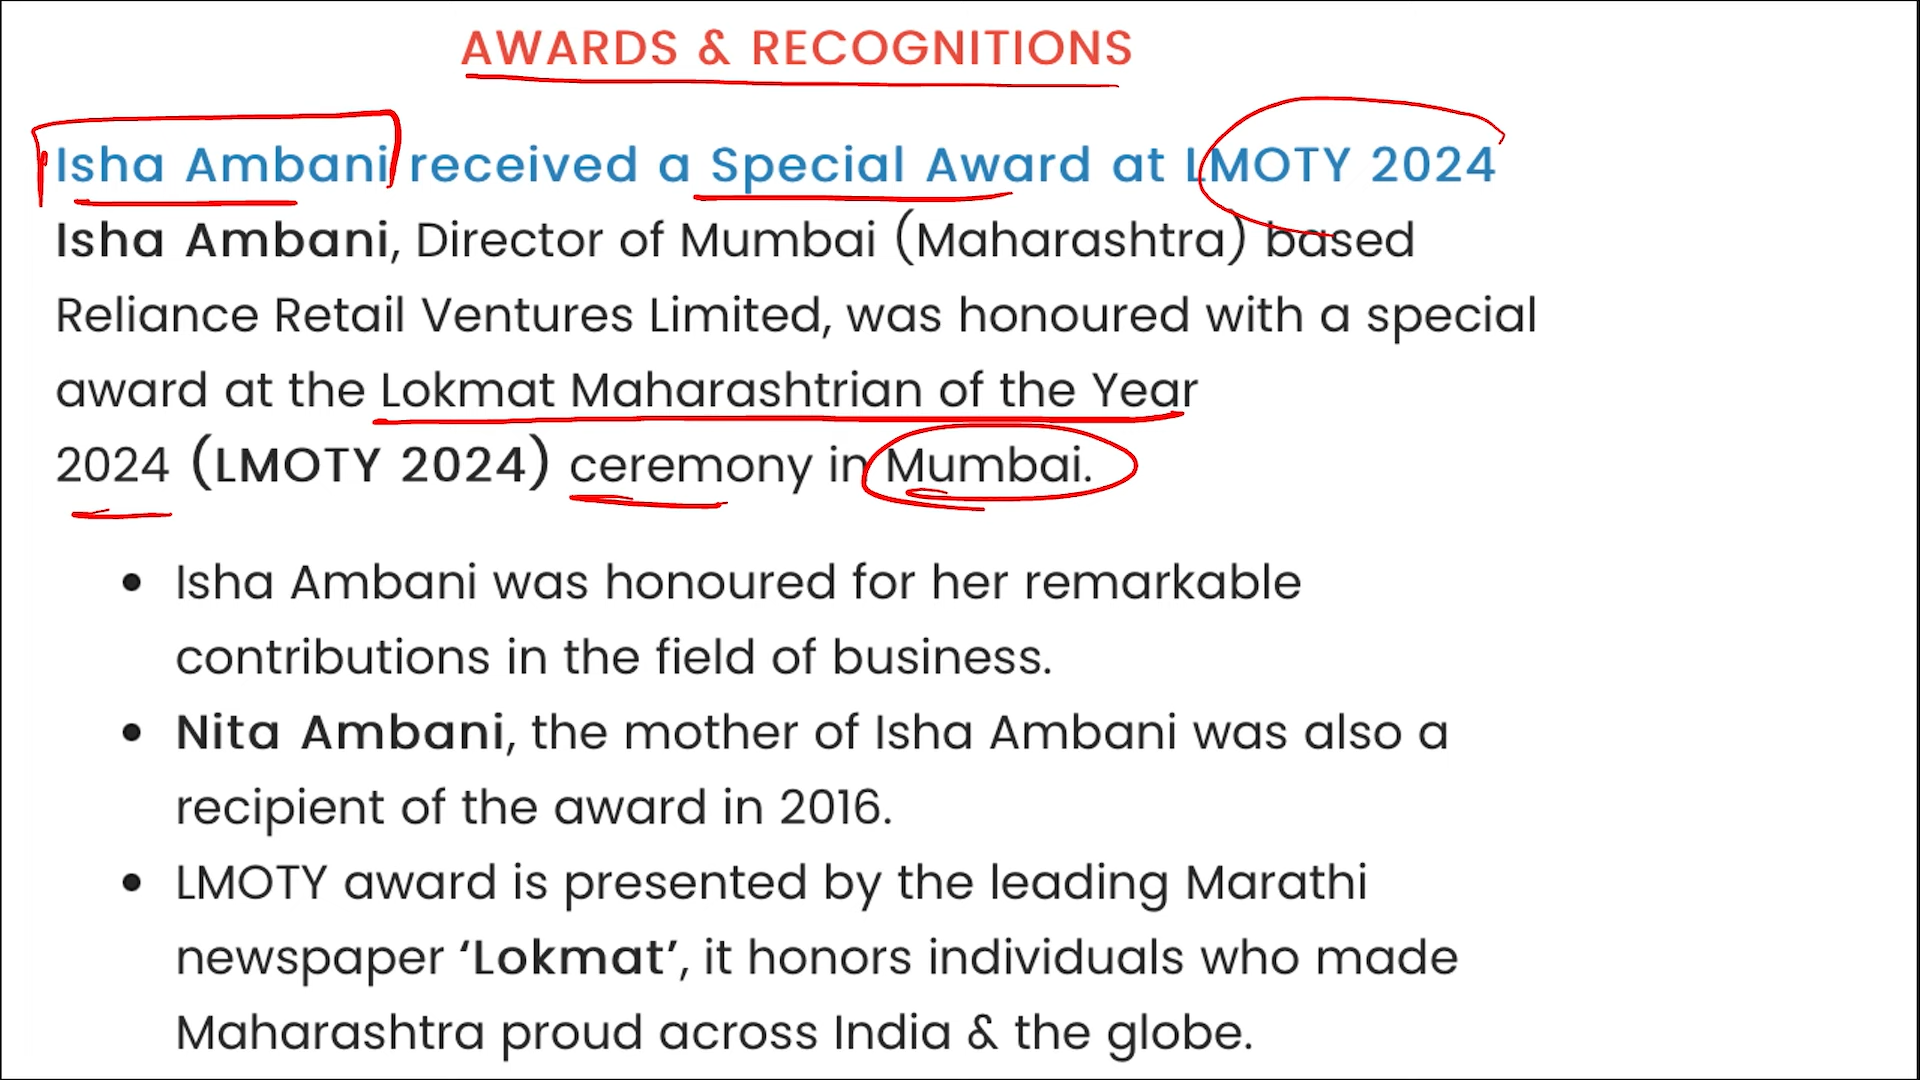 AWARDS & RECOGNITIONS
Isha Ambani received a Special Award at LMOTY 2024
Isha Ambani, Director of Mumbai (Maharashtra) based
Reliance Retail Ventures Limited, was honoured with a special
award at the Lokmat Maharashtrian of the Year
2024 (LMOTY 2024) ceremony in Mumbai.
• Isha Ambani was honoured for her remarkable
contributions in the field of business.
• Nita Ambani, the mother of Isha Ambani was also a
recipient of the award in 2016.
• LMOTY award is presented by the leading Marathi
newspaper ‘Lokmat’, it honors individuals who made
Maharashtra proud across India & the globe.